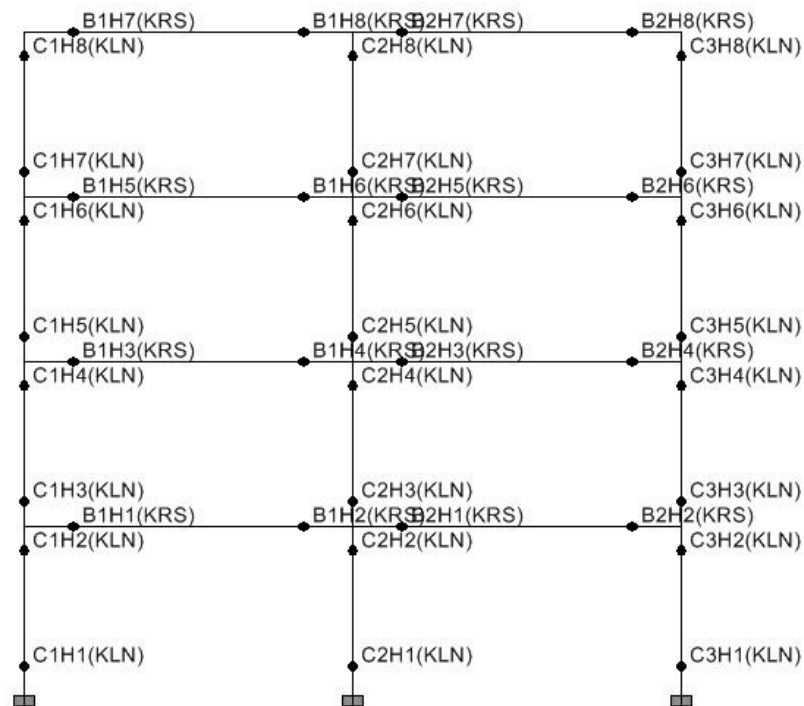 B1H7(KRS) B1H8(KRS) B2H7(KRS) B2H8(KRS)
C1H8(KLN) C2H8(KLN) C3H8(KLN)
C1H7(KLN) C2H7(KLN) C3H7(KLN)
B1H5(KRS) B1H6(KRS) B2H5(KRS) B2H6(KRS)
C1H6(KLN) C2H6(KLN) C3H6(KLN)
C1H5(KLN) C2H5(KLN) C3H5(KLN)
B1H3(KRS) B1H4(KRS) B2H3(KRS) B2H4(KRS)
C1H4(KLN) C2H4(KLN) C3H4(KLN)
C1H3(KLN) C2H3(KLN) C3H3(KLN)
B1H1(KRS) B1H2(KRS) B2H1(KRS) B2H2(KRS)
C1H2(KLN) C2H2(KLN) C3H2(KLN)
C1H1(KLN) C2H1(KLN) C3H1(KLN)